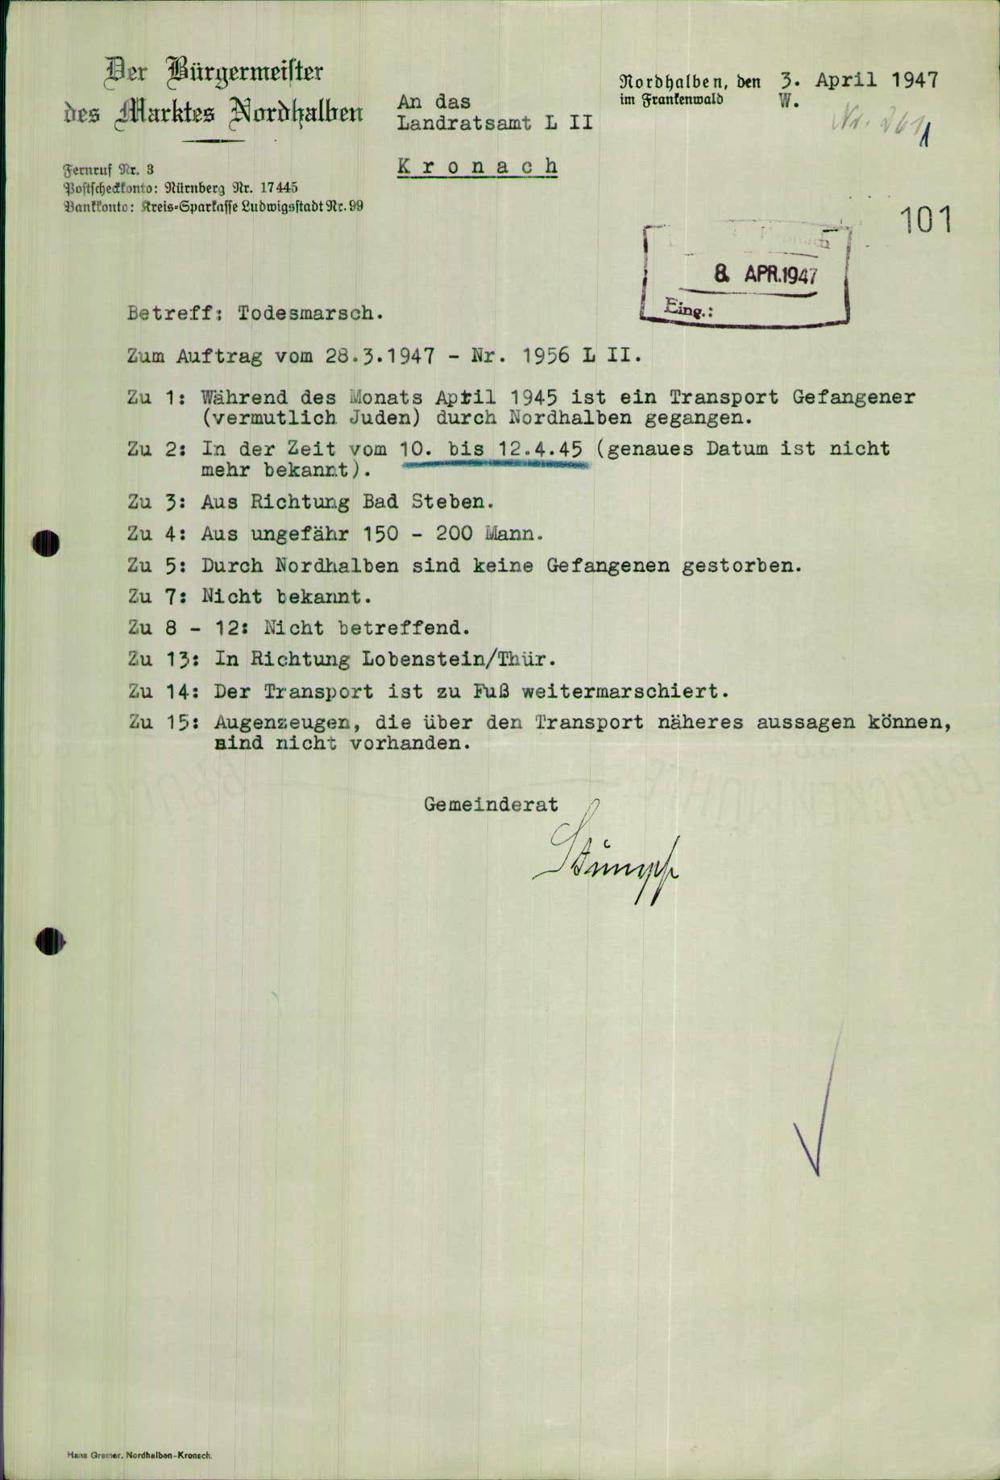 Der Bürgermeister
des Marktes Nordhalben
Fernruf Nr. 3
Postscheckkonto: Nürnberg Nr. 17445
Bankkonto: Kreis-Sparkasse Ludwigsstadt Nr. 99
An das
Landratsamt L II
Kronach
Nordhalben, den 3. April 1947
im Frankenwald W.
Nr. 261
101
8. APR. 1947
Eing.:
Betreff: Todesmarsch.
Zum Auftrag vom 28.3.1947 - Nr. 1956 L II.
Zu 1: Während des Monats April 1945 ist ein Transport Gefangener
(vermutlich Juden) durch Nordhalben gegangen.
Zu 2: In der Zeit vom 10. bis 12.4.45 (genaues Datum ist nicht
mehr bekannt).
Zu 3: Aus Richtung Bad Steben.
Zu 4: Aus ungefähr 150 - 200 Mann.
Zu 5: Durch Nordhalben sind keine Gefangenen gestorben.
Zu 7: Nicht bekannt.
Zu 8 - 12: Nicht betreffend.
Zu 13: In Richtung Lobenstein/Thür.
Zu 14: Der Transport ist zu Fuß weitermarschiert.
Zu 15: Augenzeugen, die über den Transport näheres aussagen können,
sind nicht vorhanden.
Gemeinderat
Stümpf
Hans Greiner, Nordhalben-Kronach.